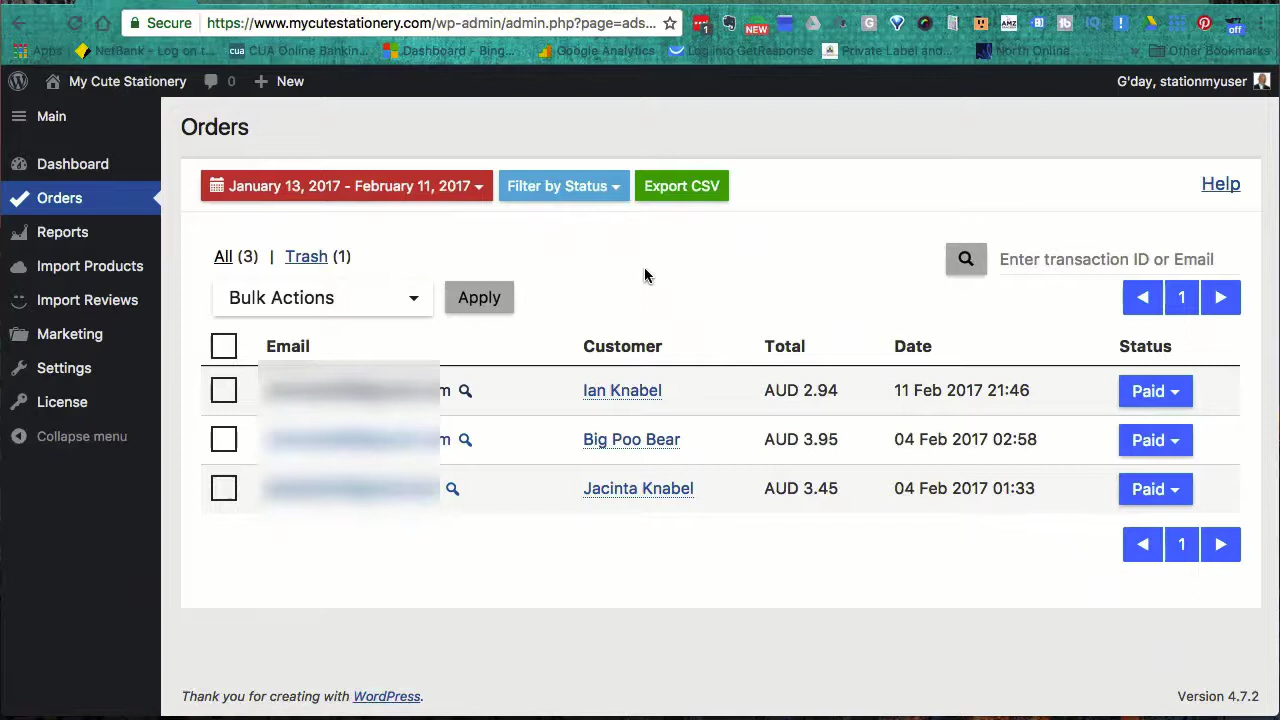 Secure https://www.mycutestationery.com/wp-admin/admin.php?page=ads...
1 NEW AMZ off
Apps NetBank - Log on t... cua CUA Online Bankin... Dashboard - Bing... Google Analytics Log into GetResponse Private Label and... North Online Other Bookmarks
My Cute Stationery 0 New G'day, stationmyuser
Main
Dashboard
Orders
Reports
Import Products
Import Reviews
Marketing
Settings
License
Collapse menu
Orders
January 13, 2017 - February 11, 2017 Filter by Status Export CSV Help
All (3) | Trash (1) Enter transaction ID or Email
Bulk Actions Apply 1
Email Customer Total Date Status
m Ian Knabel AUD 2.94 11 Feb 2017 21:46 Paid
m Big Poo Bear AUD 3.95 04 Feb 2017 02:58 Paid
Jacinta Knabel AUD 3.45 04 Feb 2017 01:33 Paid
1
Thank you for creating with WordPress. Version 4.7.2